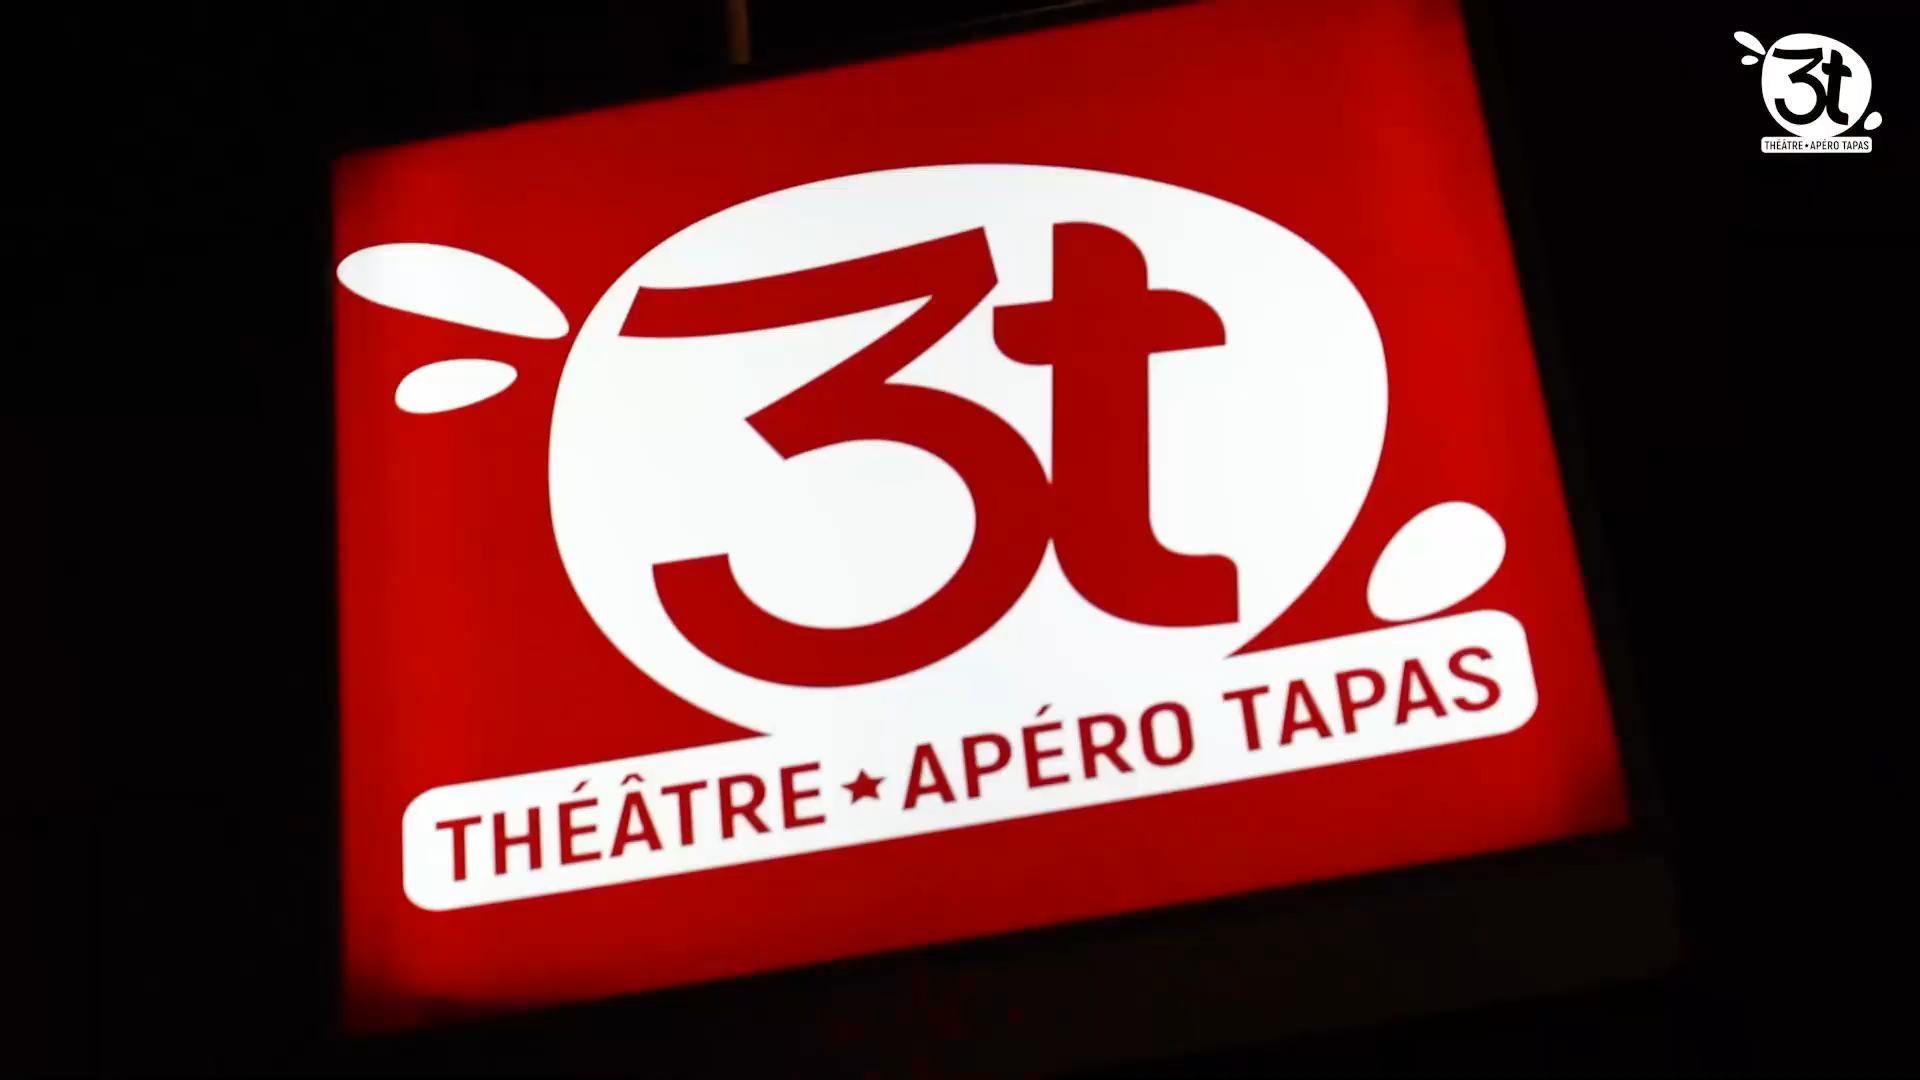 3t
THÉÂTRE ★ APÉRO TAPAS
3t
THÉÂTRE • APÉRO TAPAS